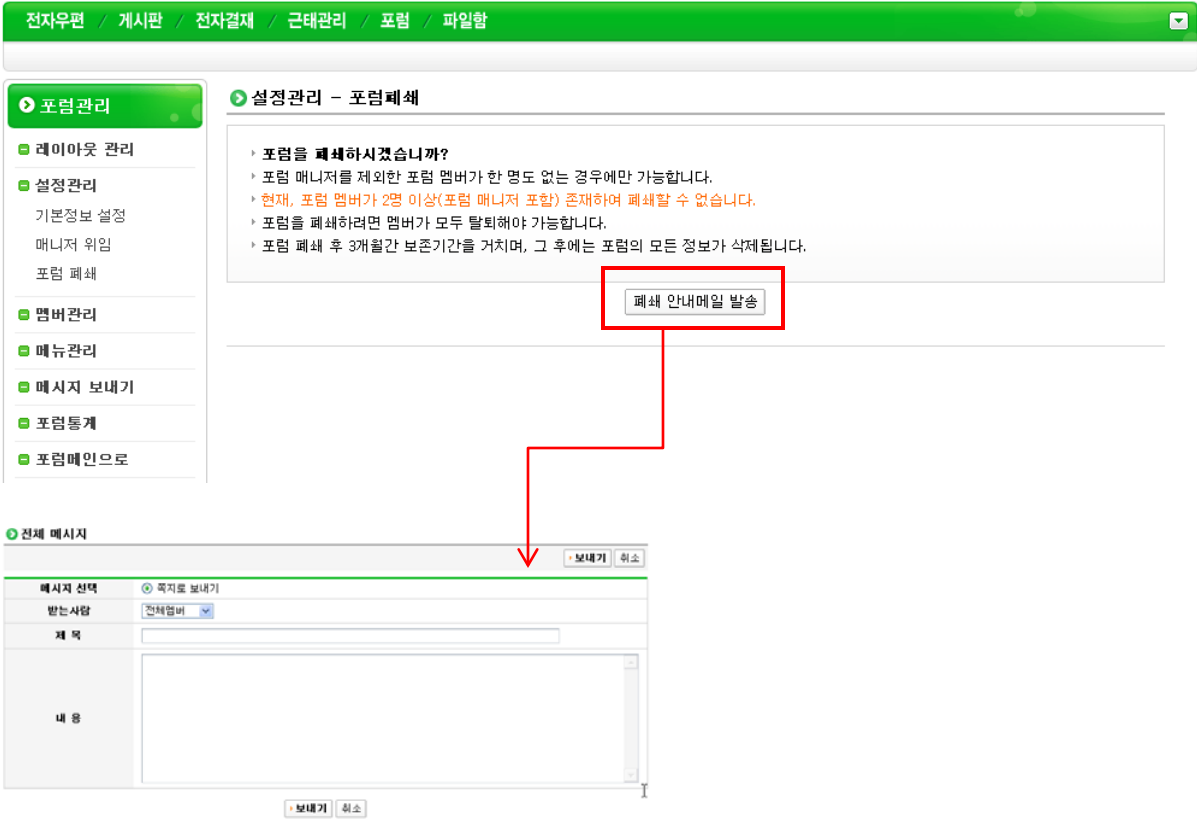 전자우편 / 게시판 / 전자결재 / 근태관리 / 포럼 / 파일함
포럼관리
레이아웃 관리
설정관리
기본정보 설정
매니저 위임
포럼 폐쇄
멤버관리
메뉴관리
메시지 보내기
포럼통계
포럼메인으로
설정관리 - 포럼폐쇄
포럼을 폐쇄하시겠습니까?
포럼 매니저를 제외한 포럼 멤버가 한 명도 없는 경우에만 가능합니다.
현재, 포럼 멤버가 2명 이상(포럼 매니저 포함) 존재하여 폐쇄할 수 없습니다.
포럼을 폐쇄하려면 멤버가 모두 탈퇴해야 가능합니다.
포럼 폐쇄 후 3개월간 보존기간을 거치며, 그 후에는 포럼의 모든 정보가 삭제됩니다.
폐쇄 안내메일 발송
전체 메시지
보내기 취소
메시지 선택 쪽지로 보내기
받는사람 전체멤버
제 목
내 용
보내기 취소